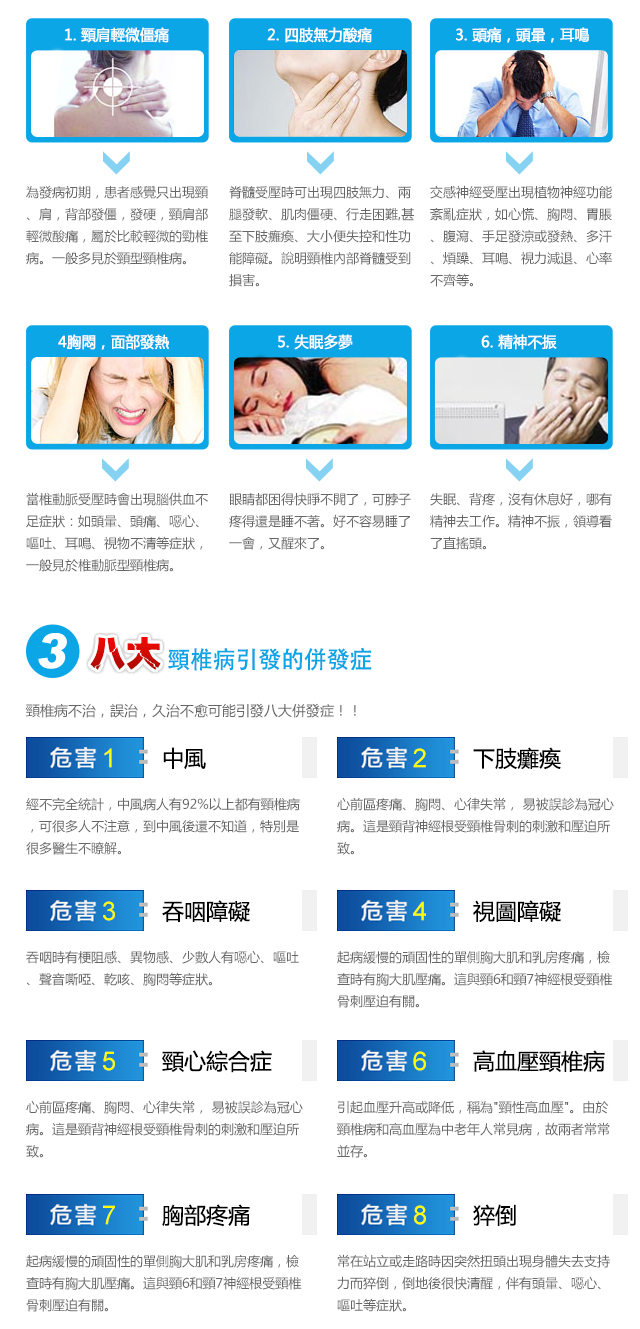 1. 頸肩輕微僵痛
2. 四肢無力酸痛
3. 頭痛，頭暈，耳鳴
為發病初期，患者感覺只出現頸
、肩，背部發僵，發硬，頸肩部
輕微酸痛，屬於比較輕微的勁椎
病。一般多見於頸型頸椎病。
脊髓受壓時可出現四肢無力、兩
腿發軟、肌肉僵硬、行走困難,甚
至下肢癱瘓、大小便失控和性功
能障礙。說明頸椎內部脊髓受到
損害。
交感神經受壓出現植物神經功能
紊亂症狀，如心慌、胸悶、胃脹
、腹瀉、手足發涼或發熱、多汗
、煩躁、耳鳴、視力減退、心率
不齊等。
4胸悶，面部發熱
5. 失眠多夢
6. 精神不振
當椎動脈受壓時會出現腦供血不
足症狀：如頭暈、頭痛、噁心、
嘔吐、耳鳴、視物不清等症狀，
一般見於椎動脈型頸椎病。
眼睛都困得快睜不開了，可脖子
疼得還是睡不著。好不容易睡了
一會，又醒來了。
失眠、背疼，沒有休息好，哪有
精神去工作。精神不振，領導看
了直搖頭。
3 八大 頸椎病引發的併發症
頸椎病不治，誤治，久治不愈可能引發八大併發症！！
危害 1 中風
危害 2 下肢癱瘓
經不完全統計，中風病人有92%以上都有頸椎病
，可很多人不注意，到中風後還不知道，特別是
很多醫生不暸解。
心前區疼痛、胸悶、心律失常， 易被誤診為冠心
病。這是頸背神經根受頸椎骨刺的刺激和壓迫所
致。
危害 3 吞咽障礙
危害 4 視圖障礙
吞咽時有梗阻感、異物感、少數人有噁心、嘔吐
、聲音嘶啞、乾咳、胸悶等症狀。
起病緩慢的頑固性的單側胸大肌和乳房疼痛，檢
查時有胸大肌壓痛。這與頸6和頸7神經根受頸椎
骨刺壓迫有關。
危害 5 頸心綜合症
危害 6 高血壓頸椎病
心前區疼痛、胸悶、心律失常， 易被誤診為冠心
病。這是頸背神經根受頸椎骨刺的刺激和壓迫所
致。
引起血壓升高或降低，稱為"頸性高血壓"。由於
頸椎病和高血壓為中老年人常見病，故兩者常常
並存。
危害 7 胸部疼痛
危害 8 猝倒
起病緩慢的頑固性的單側胸大肌和乳房疼痛，檢
查時有胸大肌壓痛。這與頸6和頸7神經根受頸椎
骨刺壓迫有關。
常在站立或走路時因突然扭頭出現身體失去支持
力而猝倒，倒地後很快清醒，伴有頭暈、噁心、
嘔吐等症狀。